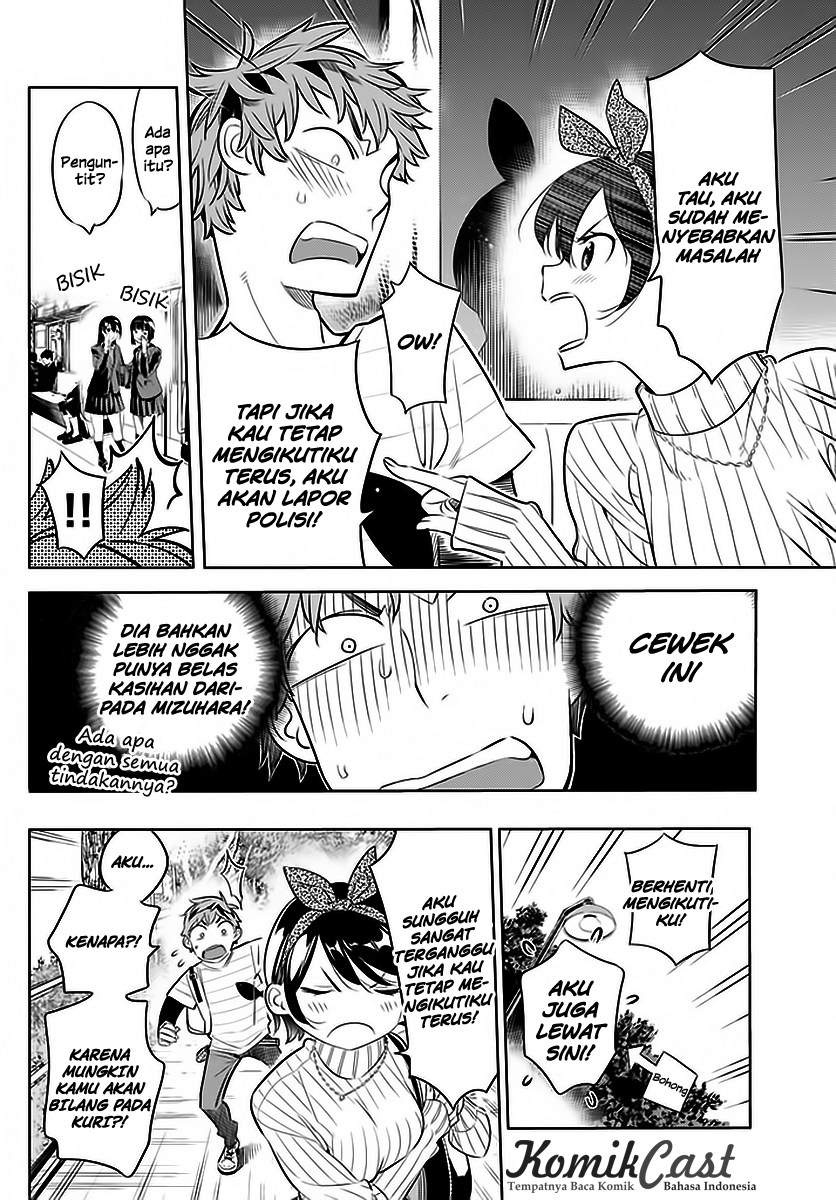 AKU
TAU, AKU
SUDAH ME-
NYEBABKAN
MASALAH
OW!
TAPI JIKA
KAU TETAP
MENGIKUTIKU
TERUS, AKU
AKAN LAPOR
POLISI!
Ada
apa
itu?
Pengun-
tit?
BISIK
BISIK
!!
CEWEK
INI
DIA BAHKAN
LEBIH NGGAK
PUNYA BELAS
KASIHAN DARI-
PADA MIZUHARA!
Ada apa
dengan semua
tindakannya?
BERHENTI
MENGIKUTI-
KU!
AKU
JUGA
LEWAT
SINI!
Bohong
AKU
SUNGGUH
SANGAT
TERGANGGU
JIKA KAU
TETAP ME-
NGIKUTIKU
TERUS!
AKU...
KENAPA?!
KARENA
MUNGKIN
KAMU AKAN
BILANG PADA
KURI?!
KomikCast
Tempatnya Baca Komik Bahasa Indonesia